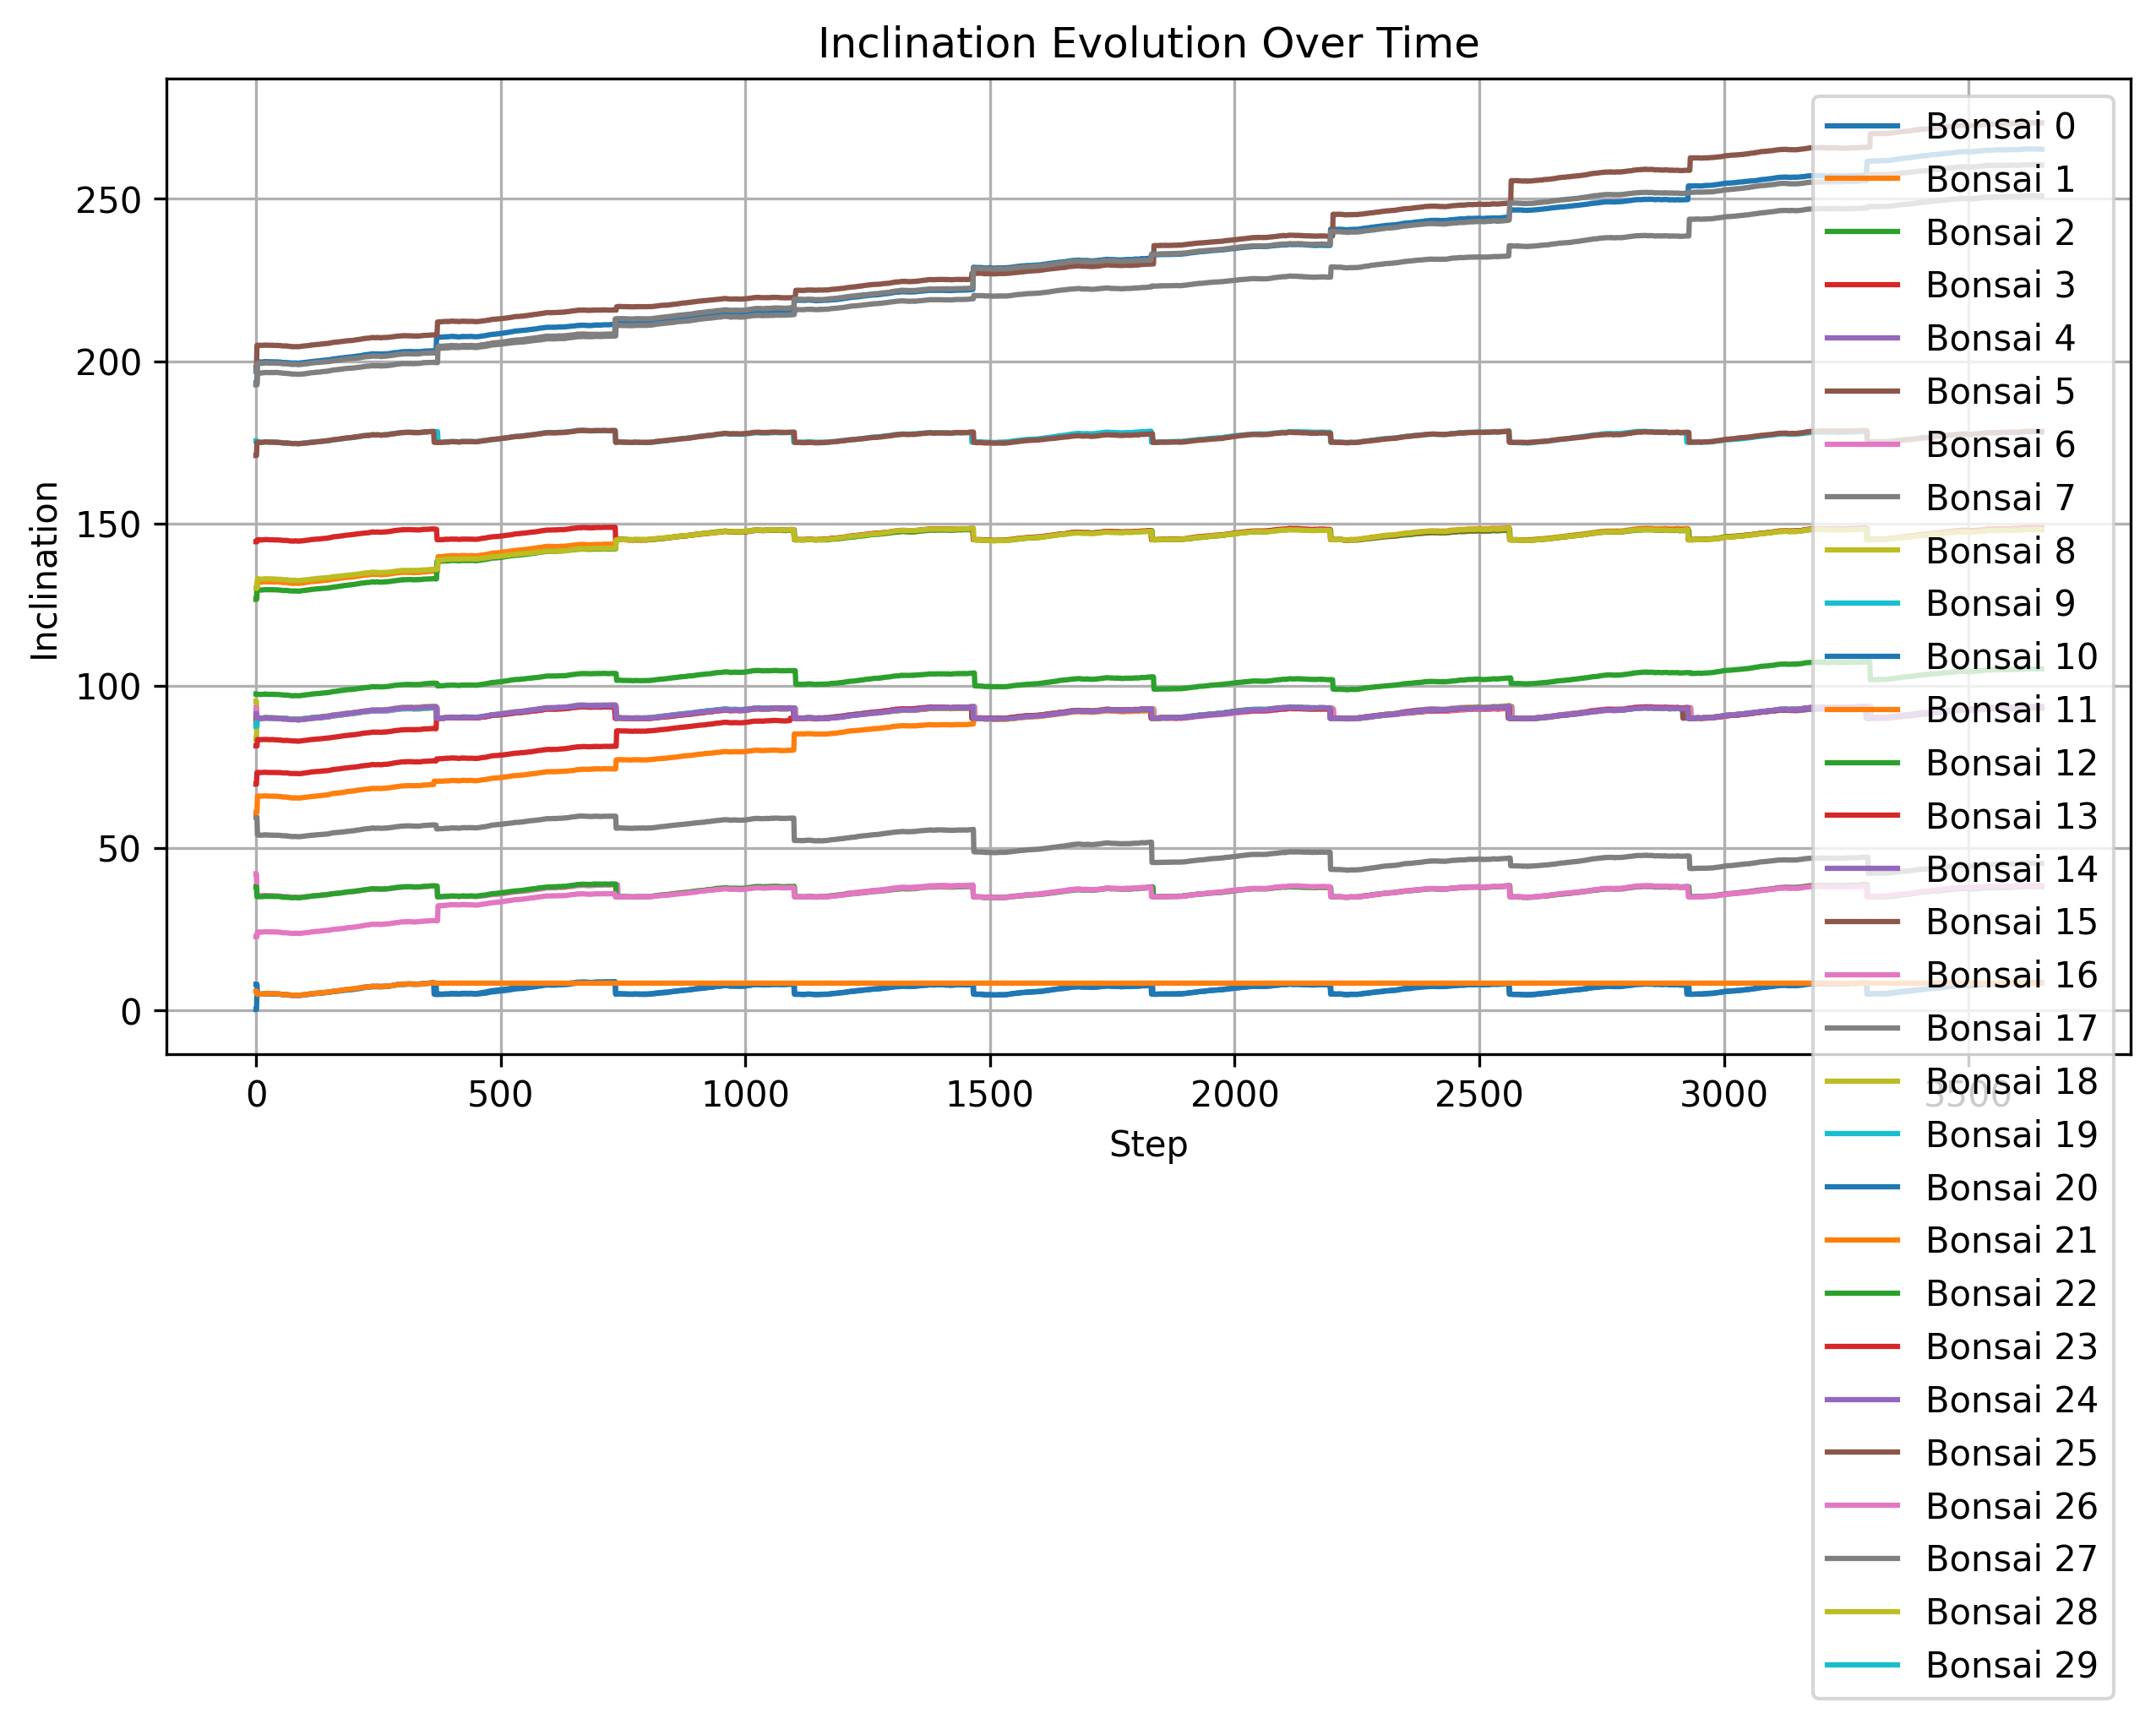 Inclination Evolution Over Time
Inclination
250
200
150
100
50
0
0 500 1000 1500 2000 2500 3000 3500
Step
Bonsai 0
Bonsai 1
Bonsai 2
Bonsai 3
Bonsai 4
Bonsai 5
Bonsai 6
Bonsai 7
Bonsai 8
Bonsai 9
Bonsai 10
Bonsai 11
Bonsai 12
Bonsai 13
Bonsai 14
Bonsai 15
Bonsai 16
Bonsai 17
Bonsai 18
Bonsai 19
Bonsai 20
Bonsai 21
Bonsai 22
Bonsai 23
Bonsai 24
Bonsai 25
Bonsai 26
Bonsai 27
Bonsai 28
Bonsai 29